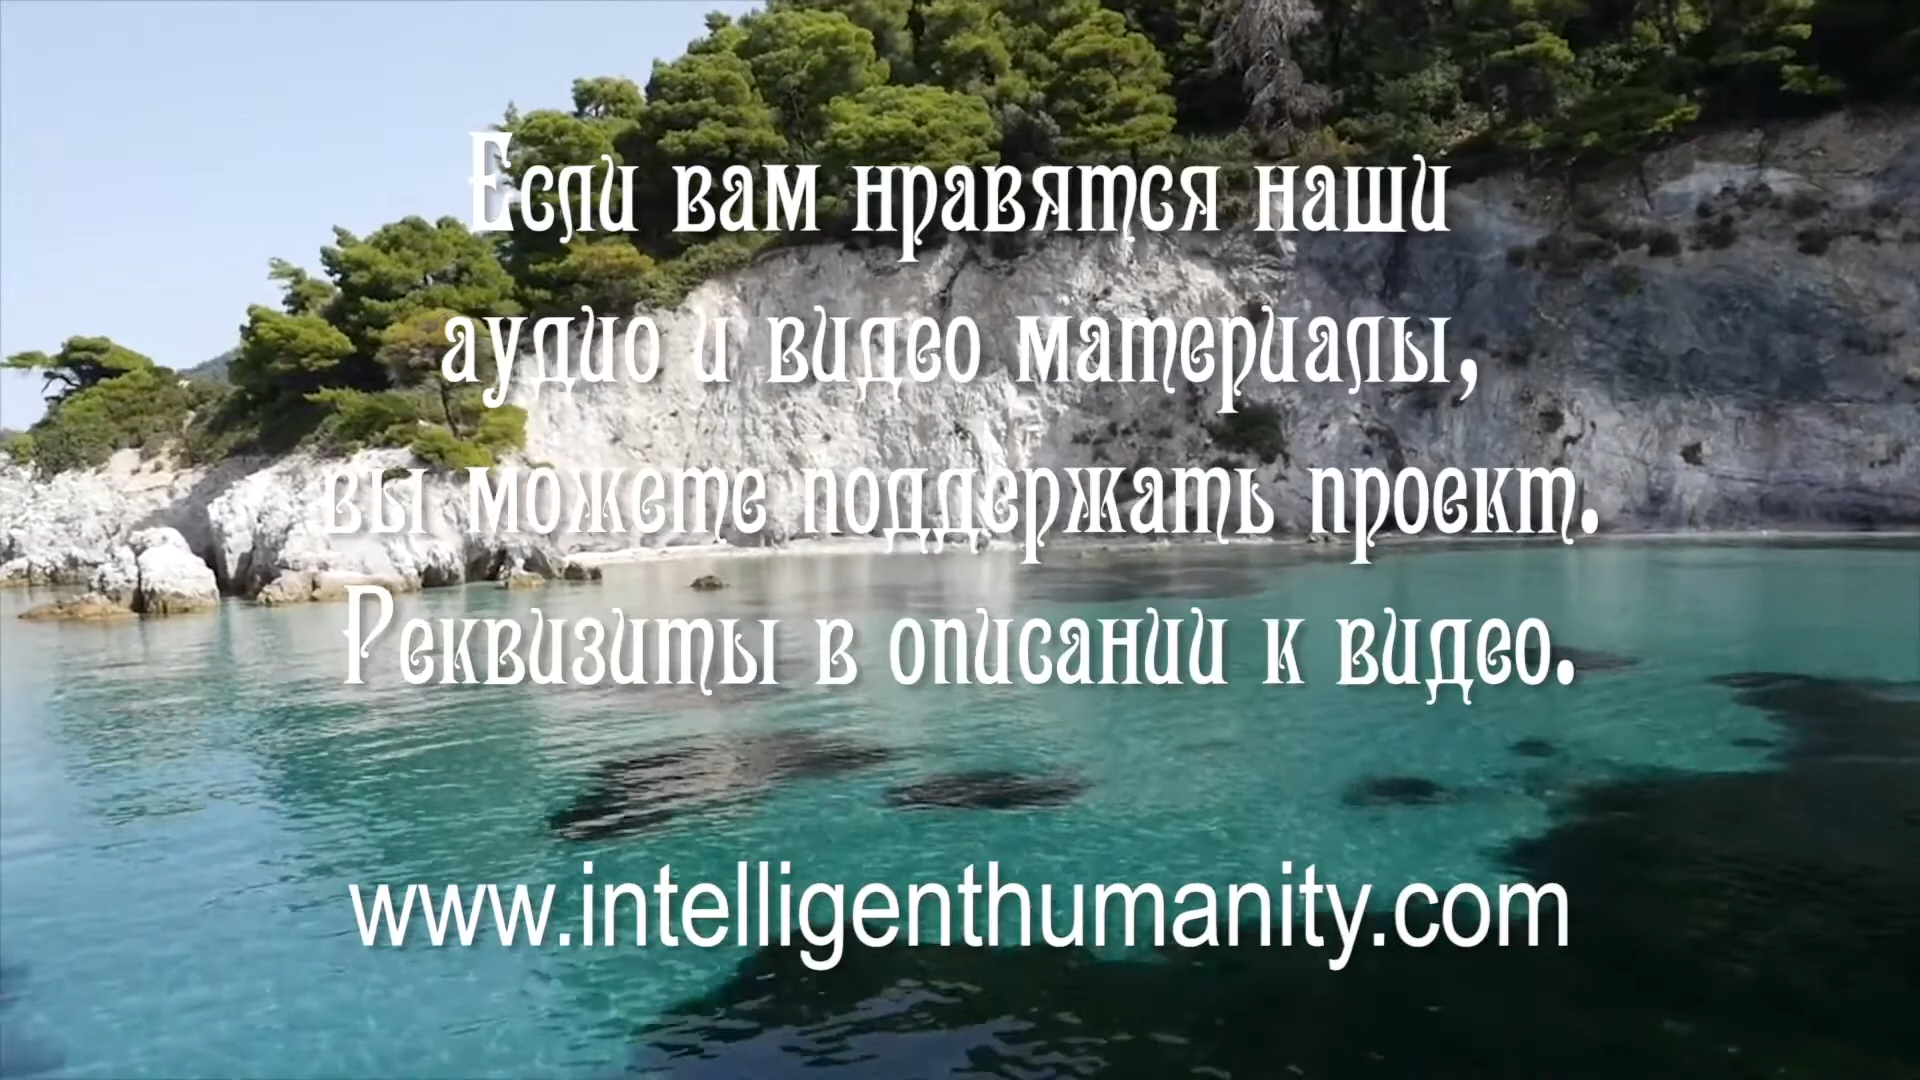 Если вам нравятся наши
аудио и видео материалы,
вы можете поддержать проект.
Реквизиты в описании к видео.
www.intelligenthumanity.com